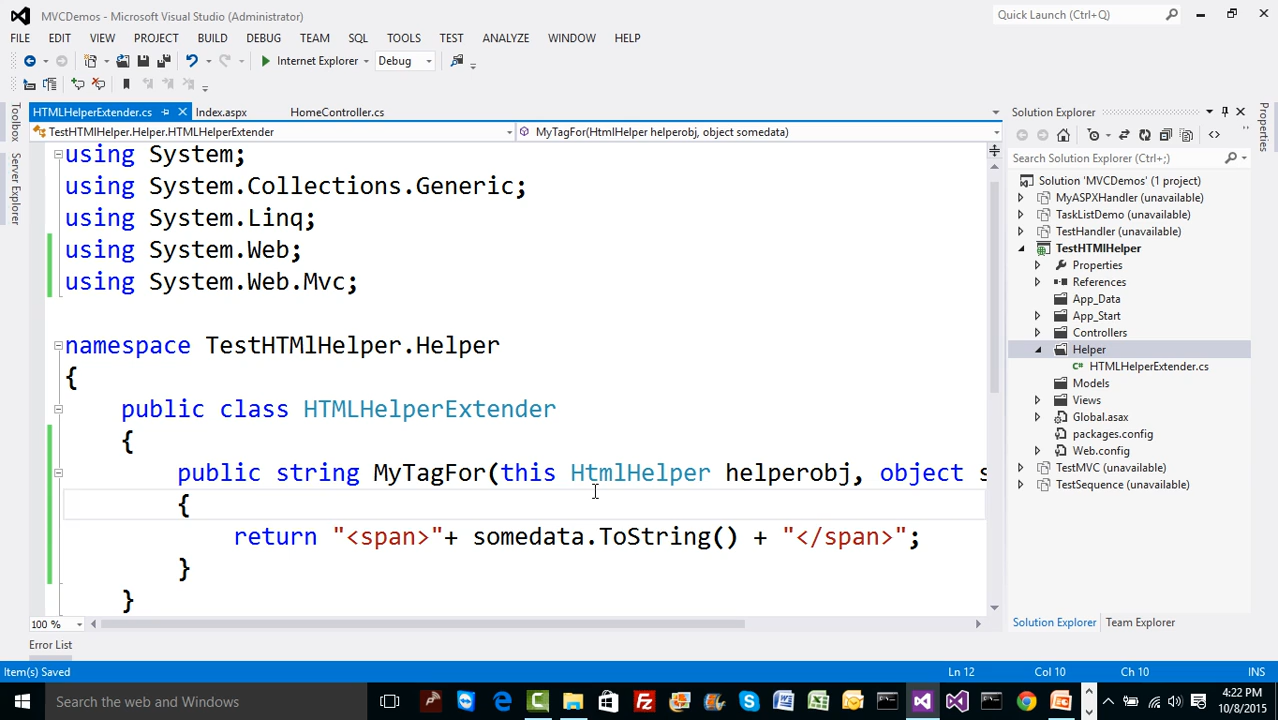 MVCDemos - Microsoft Visual Studio (Administrator)
Quick Launch (Ctrl+Q)
FILE EDIT VIEW PROJECT BUILD DEBUG TEAM SQL TOOLS TEST ANALYZE WINDOW HELP
Internet Explorer Debug
HTMLHelperExtender.cs Index.aspx HomeController.cs
TestHTMlHelper.Helper.HTMLHelperExtender MyTagFor(HtmlHelper helperobj, object somedata)
Toolbox
Server Explorer
using System;
using System.Collections.Generic;
using System.Linq;
using System.Web;
using System.Web.Mvc;
namespace TestHTMlHelper.Helper
{
public class HTMLHelperExtender
{
public string MyTagFor(this HtmlHelper helperobj, object s
{
return "<span>"+ somedata.ToString() + "</span>";
}
}
100 %
Error List
Solution Explorer
Search Solution Explorer (Ctrl+;)
Solution 'MVCDemos' (1 project)
MyASPXHandler (unavailable)
TaskListDemo (unavailable)
TestHandler (unavailable)
TestHTMlHelper
Properties
References
App_Data
App_Start
Controllers
Helper
HTMLHelperExtender.cs
Models
Views
Global.asax
packages.config
Web.config
TestMVC (unavailable)
TestSequence (unavailable)
Solution Explorer Team Explorer
Properties
Item(s) Saved Ln 12 Col 10 Ch 10 INS
Search the web and Windows
4:22 PM
10/8/2015